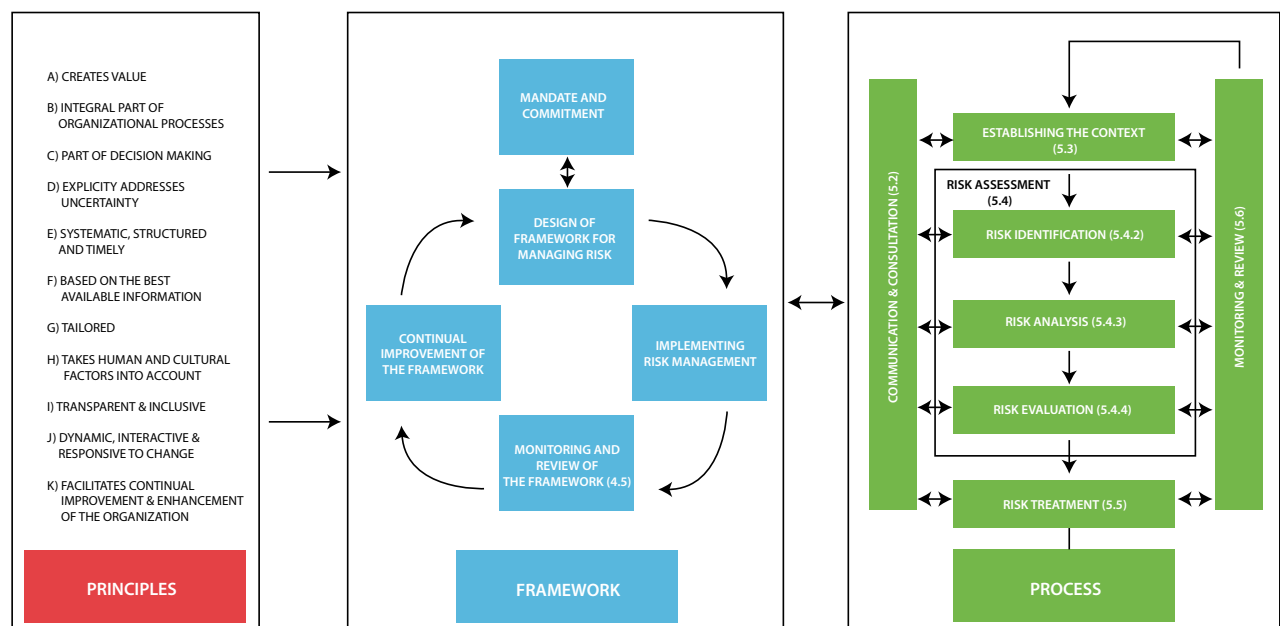 A) CREATES VALUE
B) INTEGRAL PART OF
ORGANIZATIONAL PROCESSES
C) PART OF DECISION MAKING
D) EXPLICITY ADDRESSES
UNCERTAINTY
E) SYSTEMATIC, STRUCTURED
AND TIMELY
F) BASED ON THE BEST
AVAILABLE INFORMATION
G) TAILORED
H) TAKES HUMAN AND CULTURAL
FACTORS INTO ACCOUNT
I) TRANSPARENT & INCLUSIVE
J) DYNAMIC, INTERACTIVE &
RESPONSIVE TO CHANGE
K) FACILITATES CONTINUAL
IMPROVEMENT & ENHANCEMENT
OF THE ORGANIZATION
PRINCIPLES
MANDATE AND
COMMITMENT
DESIGN OF
FRAMEWORK FOR
MANAGING RISK
CONTINUAL
IMPROVEMENT OF
THE FRAMEWORK
IMPLEMENTING
RISK MANAGEMENT
MONITORING AND
REVIEW OF
THE FRAMEWORK (4.5)
FRAMEWORK
COMMUNICATION & CONSULTATION (5.2)
ESTABLISHING THE CONTEXT
(5.3)
RISK ASSESSMENT
(5.4)
RISK IDENTIFICATION (5.4.2)
RISK ANALYSIS (5.4.3)
RISK EVALUATION (5.4.4)
RISK TREATMENT (5.5)
MONITORING & REVIEW (5.6)
PROCESS